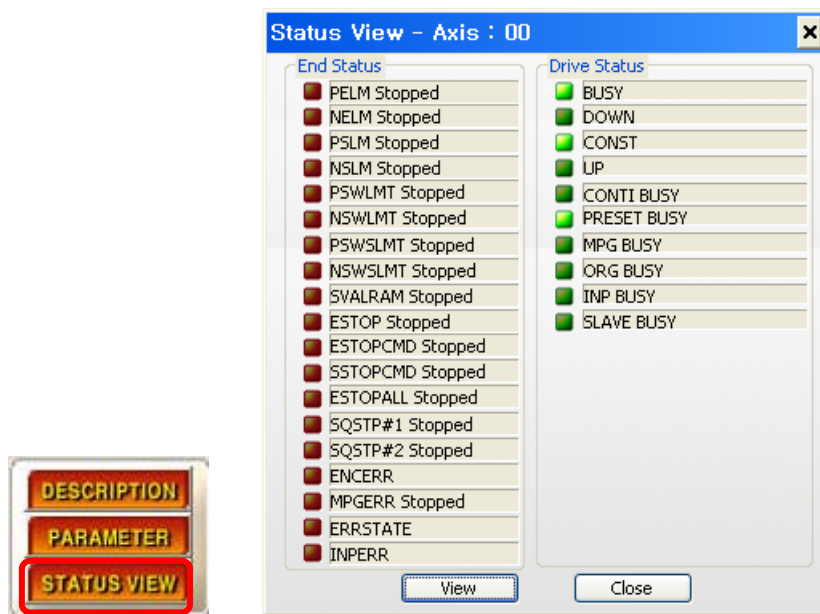 Status View - Axis : 00
End Status
PELM Stopped
NELM Stopped
PSLM Stopped
NSLM Stopped
PSWLMT Stopped
NSWLMT Stopped
PSWSLMT Stopped
NSWSLMT Stopped
SVALRAM Stopped
ESTOP Stopped
ESTOPCMD Stopped
SSTOPCMD Stopped
ESTOPALL Stopped
SQSTP#1 Stopped
SQSTP#2 Stopped
ENCERR
MPGERR Stopped
ERRSTATE
INPERR
Drive Status
BUSY
DOWN
CONST
UP
CONTI BUSY
PRESET BUSY
MPG BUSY
ORG BUSY
INP BUSY
SLAVE BUSY
View
Close
DESCRIPTION
PARAMETER
STATUS VIEW